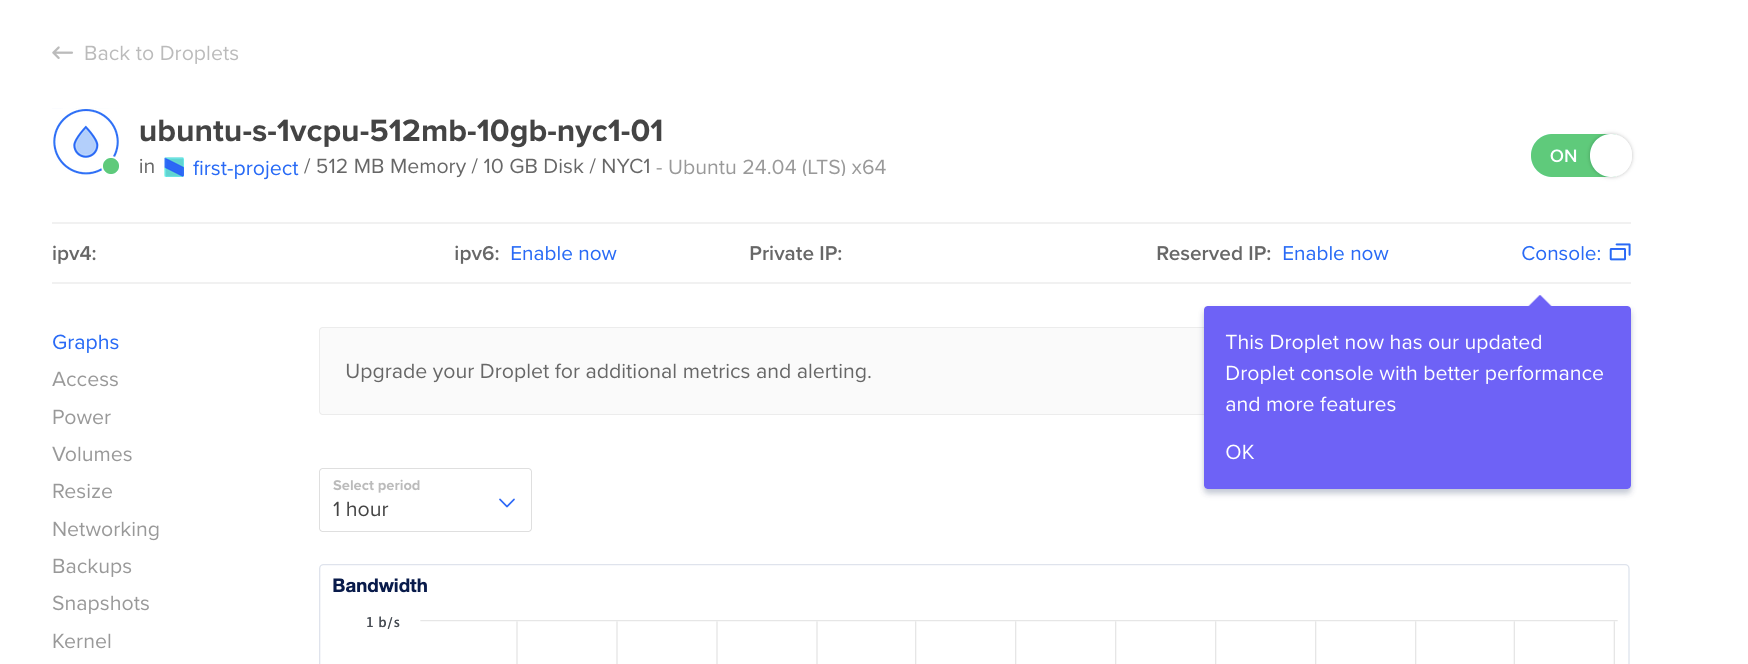 ← Back to Droplets
ubuntu-s-1vcpu-512mb-10gb-nyc1-01
in first-project / 512 MB Memory / 10 GB Disk / NYC1 - Ubuntu 24.04 (LTS) x64
ON
ipv4: ipv6: Enable now Private IP: Reserved IP: Enable now Console:
Graphs
Access
Power
Volumes
Resize
Networking
Backups
Snapshots
Kernel
Upgrade your Droplet for additional metrics and alerting.
This Droplet now has our updated
Droplet console with better performance
and more features
OK
Select period
1 hour
Bandwidth
1 b/s